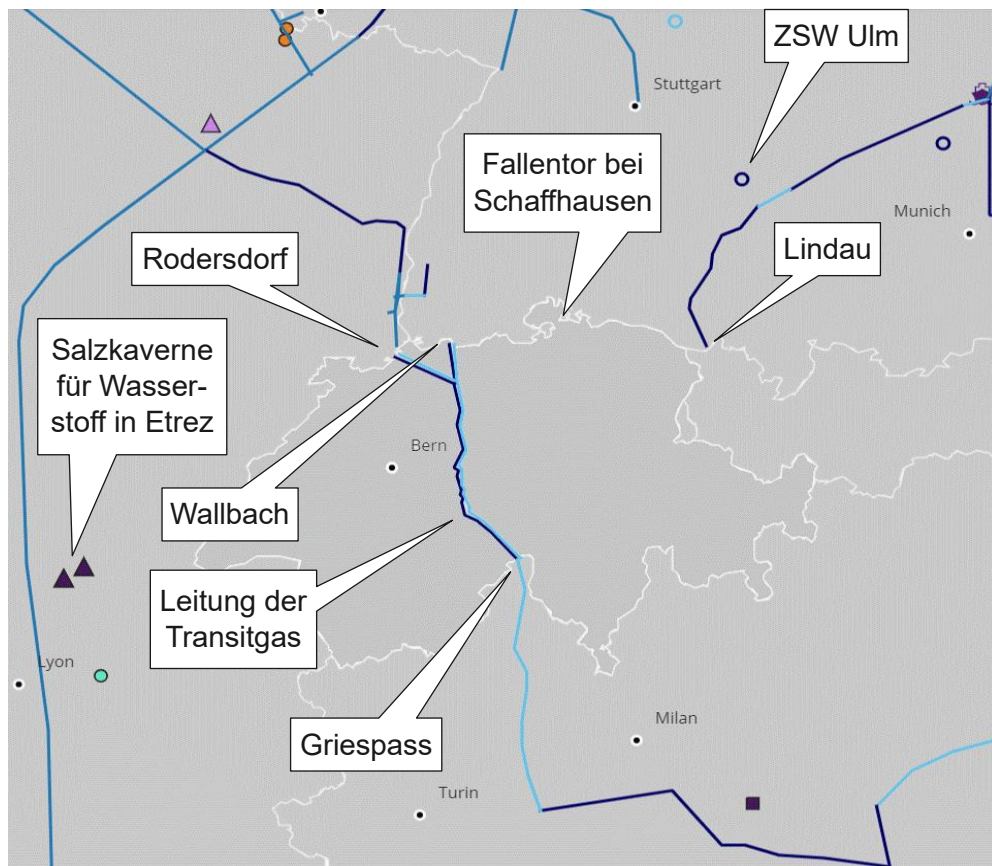 ZSW Ulm
Stuttgart
Fallentor bei
Schaffhausen
Munich
Rodersdorf
Lindau
Salzkaverne
für Wasser-
stoff in Etrez
Bern
Wallbach
Leitung der
Transitgas
Lyon
Griespass
Milan
Turin